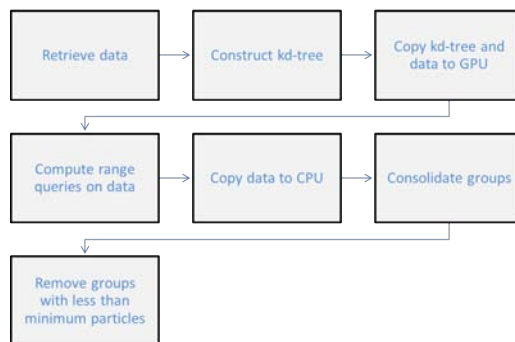 Retrieve data
Construct kd-tree
Copy kd-tree and
data to GPU
Compute range
queries on data
Copy data to CPU
Consolidate groups
Remove groups
with less than
minimum particles